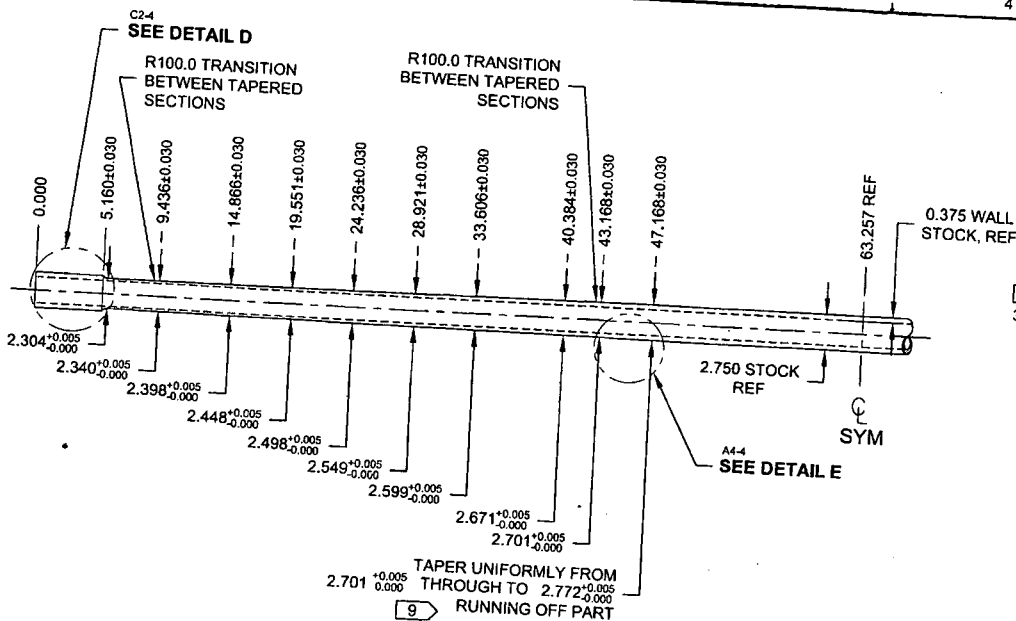 4
C2-4
SEE DETAIL D
R100.0 TRANSITION
BETWEEN TAPERED
SECTIONS
R100.0 TRANSITION
BETWEEN TAPERED
SECTIONS
0.000
5.160±0.030
9.436±0.030
14.866±0.030
19.551±0.030
24.236±0.030
28.921±0.030
33.606±0.030
40.384±0.030
43.168±0.030
47.168±0.030
63.257 REF
0.375 WALL
STOCK, REF
2.304 +0.005 -0.000
2.340 +0.005 -0.000
2.398 +0.005 -0.000
2.448 +0.005 -0.000
2.498 +0.005 -0.000
2.549 +0.005 -0.000
2.599 +0.005 -0.000
2.671 +0.005 -0.000
2.701 +0.005 -0.000
2.750 STOCK
REF
CL
SYM
A4-4
SEE DETAIL E
TAPER UNIFORMLY FROM
2.701 +0.005 0.000 THROUGH TO 2.772 +0.005 -0.000
9 RUNNING OFF PART